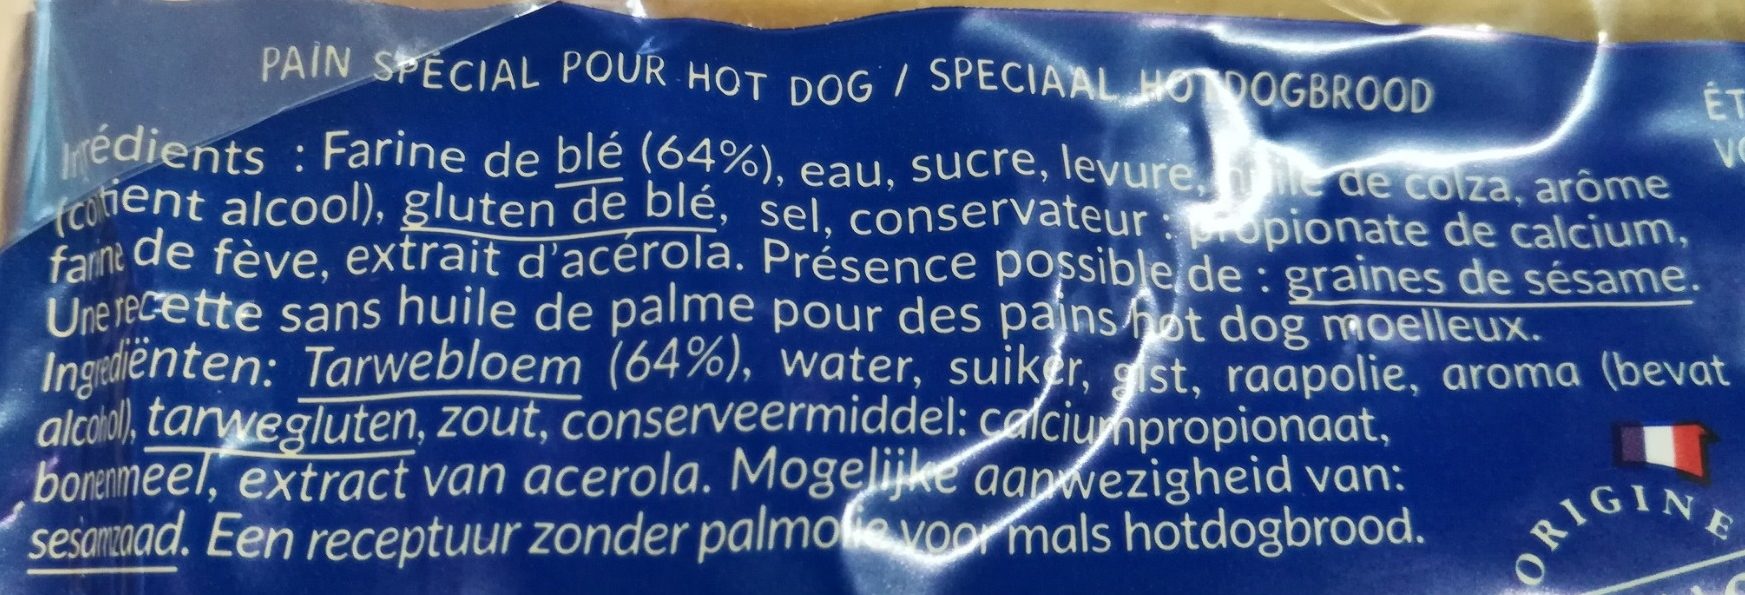 PAIN SPÉCIAL POUR HOT DOG / SPECIAAL HOTDOGBROOD
Ingrédients : Farine de blé (64%), eau, sucre, levure, huile de colza, arôme
(contient alcool), gluten de blé, sel, conservateur : propionate de calcium,
farine de fève, extrait d'acérola. Présence possible de : graines de sésame.
Une recette sans huile de palme pour des pains hot dog moelleux.
Ingrediënten: Tarwebloem (64%), water, suiker, gist, raapolie, aroma (bevat
alcohol), tarwegluten, zout, conserveermiddel: calciumpropionaat,
bonenmeel, extract van acerola. Mogelijke aanwezigheid van:
sesamzaad. Een receptuur zonder palmolie voor mals hotdogbrood.
ORIGINE